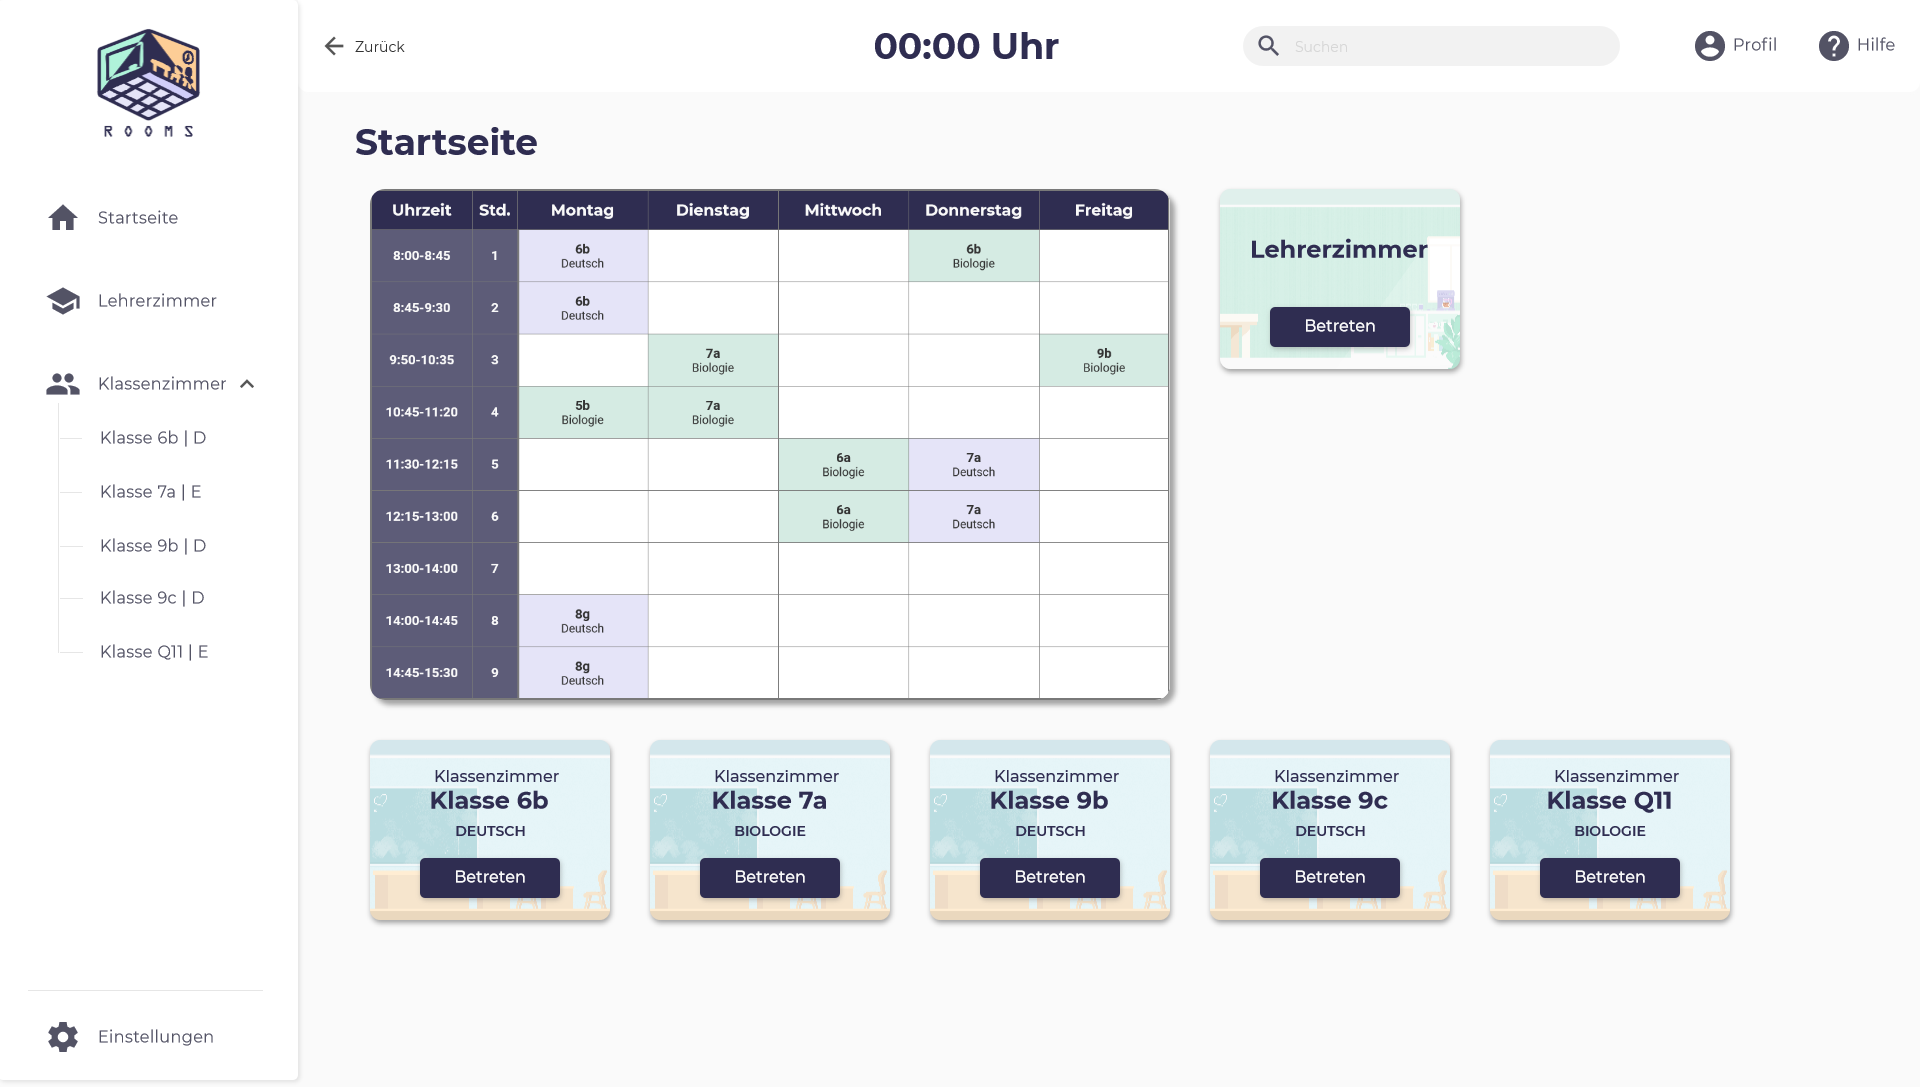 ROOMS
Startseite
Lehrerzimmer
Klassenzimmer
Klasse 6b | D
Klasse 7a | E
Klasse 9b | D
Klasse 9c | D
Klasse Q11 | E
Einstellungen
Zurück
00:00 Uhr
Suchen
Profil
Hilfe
Startseite
Uhrzeit Std. Montag Dienstag Mittwoch Donnerstag Freitag
8:00-8:45 1 6b Deutsch 6b Biologie
8:45-9:30 2 6b Deutsch
9:50-10:35 3 7a Biologie 9b Biologie
10:45-11:20 4 5b Biologie 7a Biologie
11:30-12:15 5 6a Biologie 7a Deutsch
12:15-13:00 6 6a Biologie 7a Deutsch
13:00-14:00 7
14:00-14:45 8 8g Deutsch
14:45-15:30 9 8g Deutsch
Lehrerzimmer
Betreten
Klassenzimmer
Klasse 6b
DEUTSCH
Betreten
Klassenzimmer
Klasse 7a
BIOLOGIE
Betreten
Klassenzimmer
Klasse 9b
DEUTSCH
Betreten
Klassenzimmer
Klasse 9c
DEUTSCH
Betreten
Klassenzimmer
Klasse Q11
BIOLOGIE
Betreten